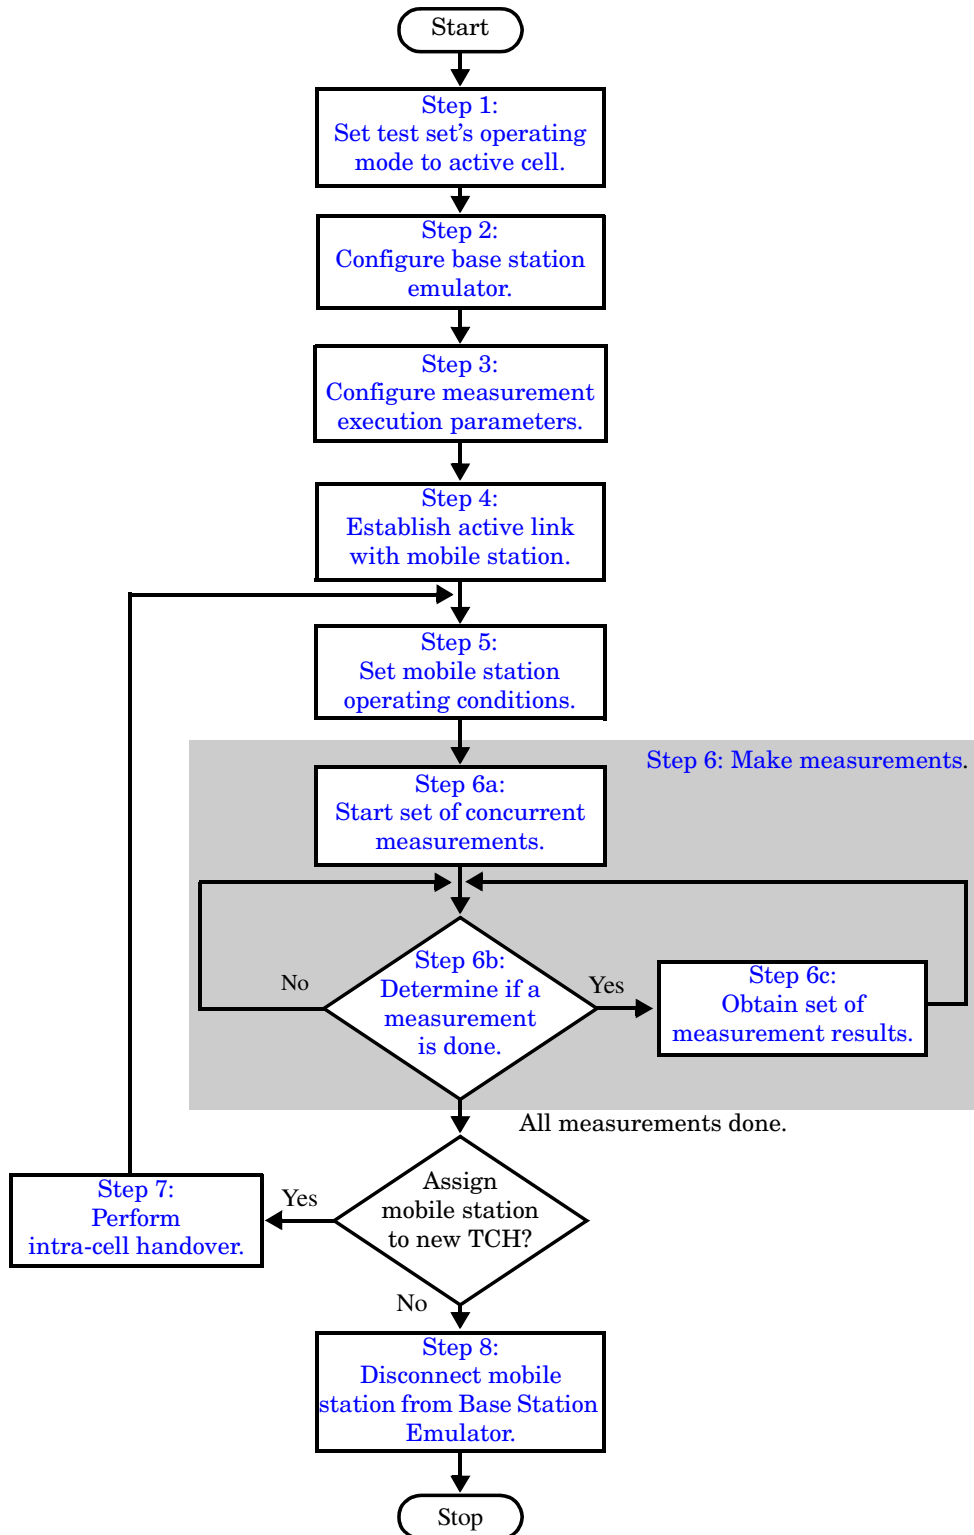 Start
Step 1:
Set test set's operating
mode to active cell.
Step 2:
Configure base station
emulator.
Step 3:
Configure measurement
execution parameters.
Step 4:
Establish active link
with mobile station.
Step 5:
Set mobile station
operating conditions.
Step 6: Make measurements.
Step 6a:
Start set of concurrent
measurements.
No
Step 6b:
Determine if a
measurement
is done.
Yes
Step 6c:
Obtain set of
measurement results.
All measurements done.
Assign
mobile station
to new TCH?
Yes
Step 7:
Perform
intra-cell handover.
No
Step 8:
Disconnect mobile
station from Base Station
Emulator.
Stop